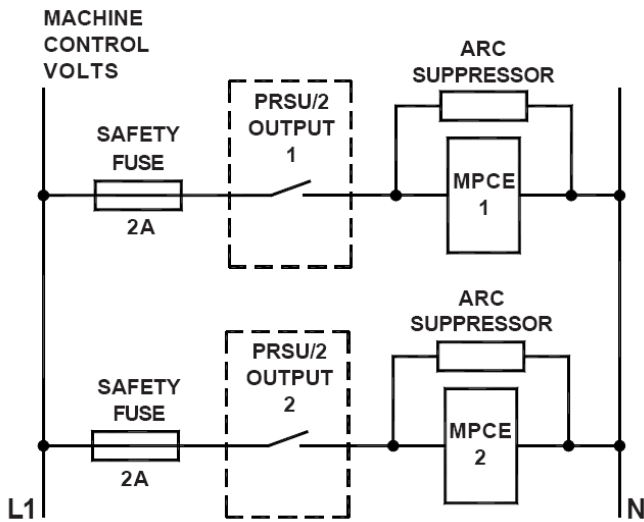 MACHINE
CONTROL
VOLTS
ARC
SUPPRESSOR
SAFETY
FUSE
2A
PRSU/2
OUTPUT
1
MPCE
1
ARC
SUPPRESSOR
SAFETY
FUSE
2A
PRSU/2
OUTPUT
2
MPCE
2
L1
N